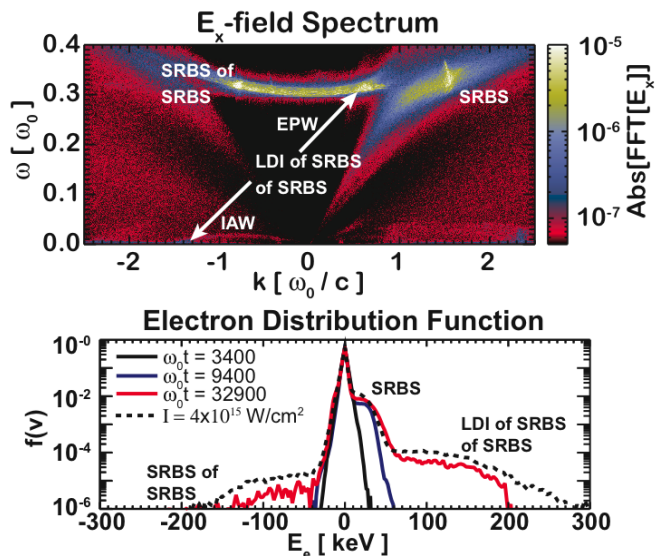 Eₓ-field Spectrum
0.4
0.3
0.2
0.1
0.0
ω [ ω₀ ]
SRBS of
SRBS
SRBS
EPW
LDI of SRBS
of SRBS
IAW
-2
-1
0
1
2
k [ ω₀ / c ]
10⁻⁵
10⁻⁶
10⁻⁷
Abs[FFT[Eₓ]]
Electron Distribution Function
10⁻⁰
10⁻²
10⁻⁴
10⁻⁶
f(v)
ω₀t = 3400
ω₀t = 9400
ω₀t = 32900
I = 4x10¹⁵ W/cm²
SRBS
LDI of SRBS
of SRBS
SRBS of
SRBS
-300
-200
-100
0
100
200
300
Eₑ [ keV ]